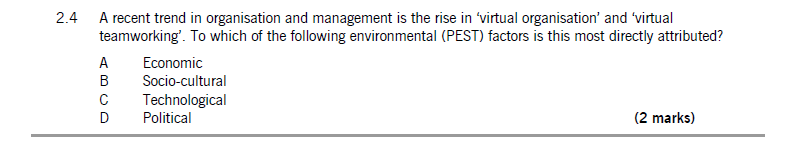 2.4 A recent trend in organisation and management is the rise in 'virtual organisation' and 'virtual
teamworking'. To which of the following environmental (PEST) factors is this most directly attributed?
A Economic
B Socio-cultural
C Technological
D Political (2 marks)